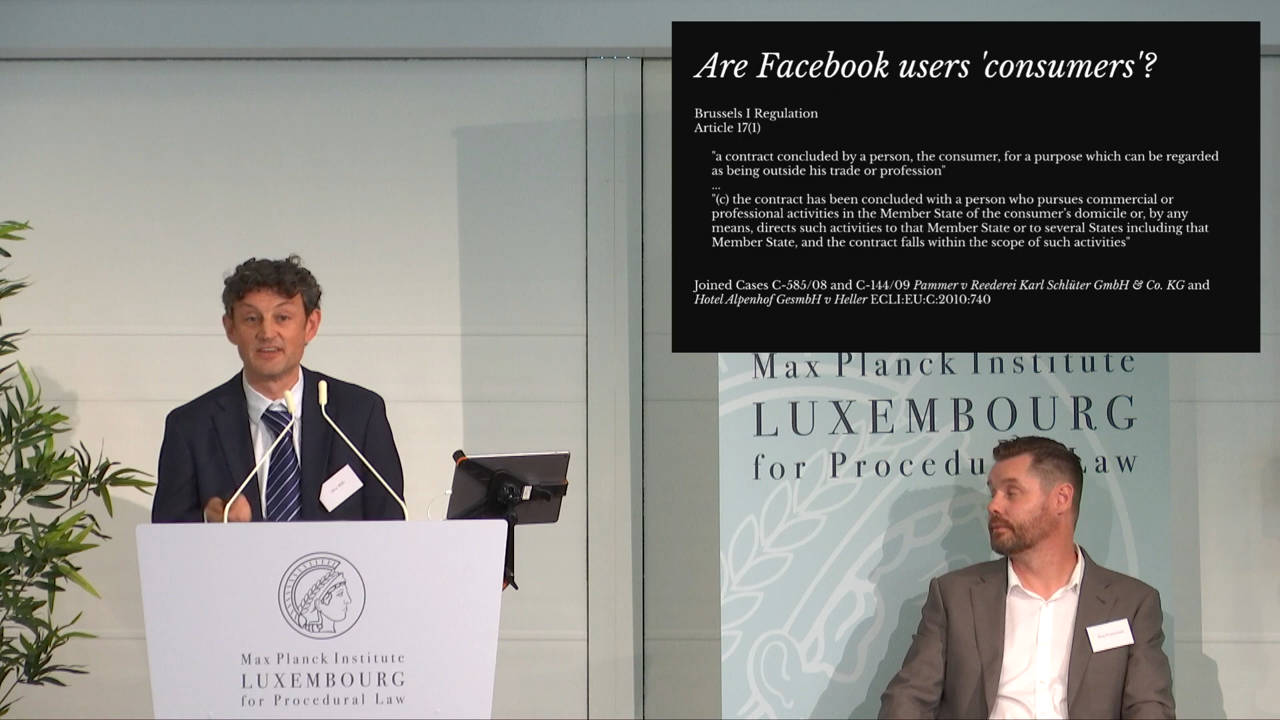 Are Facebook users 'consumers'?
Brussels I Regulation
Article 17(1)
"a contract concluded by a person, the consumer, for a purpose which can be regarded
as being outside his trade or profession"
...
"(c) the contract has been concluded with a person who pursues commercial or
professional activities in the Member State of the consumer's domicile or, by any
means, directs such activities to that Member State or to several States including that
Member State, and the contract falls within the scope of such activities"
Joined Cases C-585/08 and C-144/09 Pammer v Reederei Karl Schlüter GmbH & Co. KG and
Hotel Alpenhof GesmbH v Heller ECLI:EU:C:2010:740
Max Planck Institute
LUXEMBOURG
for Procedu Law
Max Planck Institute
LUXEMBOURG
for Procedural Law